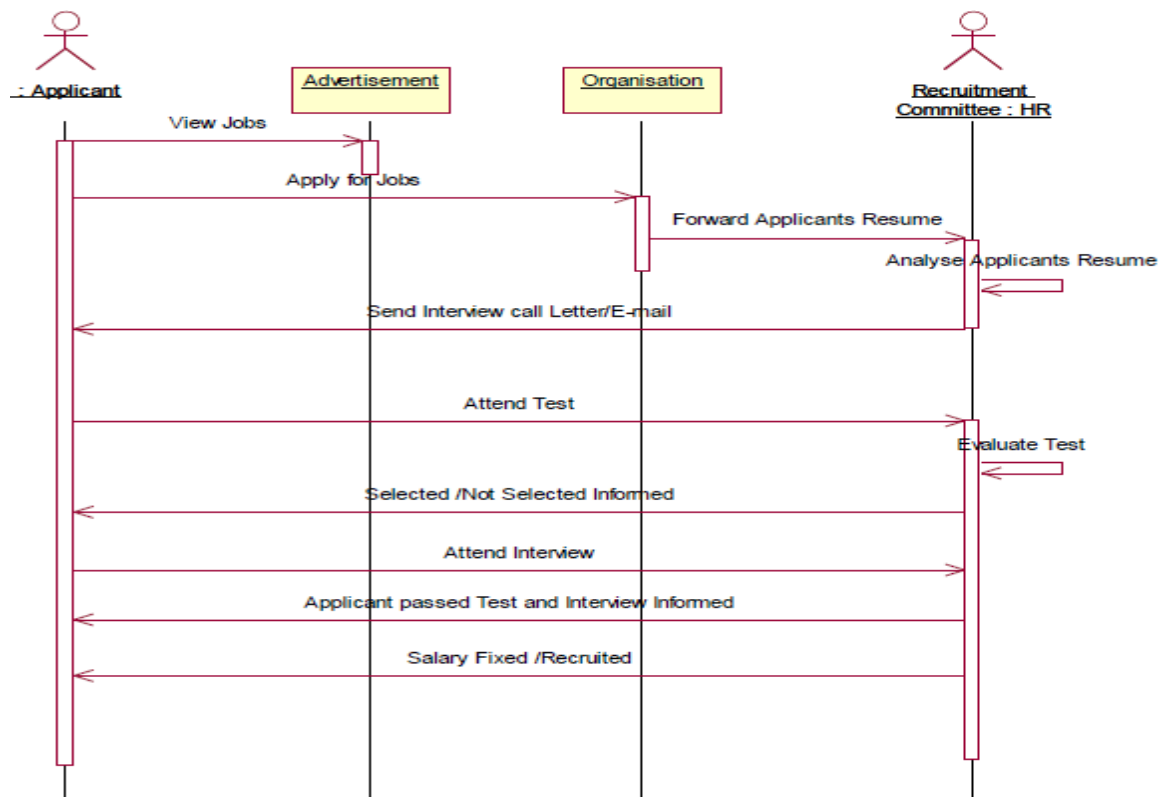 : Applicant
Advertisement
Organisation
Recruitment
Committee : HR
View Jobs
Apply for Jobs
Forward Applicants Resume
Analyse Applicants Resume
Send Interview call Letter/E-mail
Attend Test
Evaluate Test
Selected /Not Selected Informed
Attend Interview
Applicant passed Test and Interview Informed
Salary Fixed /Recruited